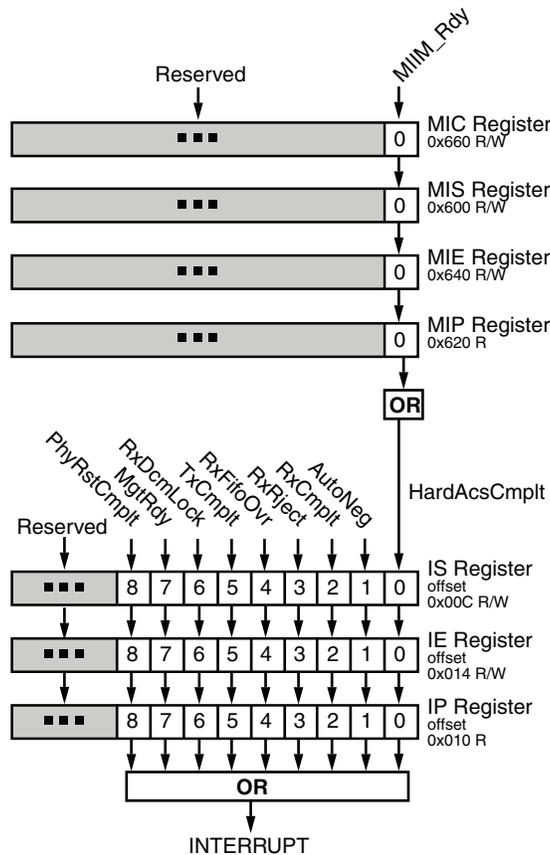 MIIM_Rdy
Reserved
0
MIC Register
0x660 R/W
0
MIS Register
0x600 R/W
0
MIE Register
0x640 R/W
0
MIP Register
0x620 R
OR
HardAcsCmplt
PhyRstCmplt
MgtRdy
RxDcmLock
TxCmplt
RxFifoOvr
RxRject
RxCmplt
AutoNeg
Reserved
8 7 6 5 4 3 2 1 0
IS Register
offset
0x00C R/W
8 7 6 5 4 3 2 1 0
IE Register
offset
0x014 R/W
8 7 6 5 4 3 2 1 0
IP Register
offset
0x010 R
OR
INTERRUPT